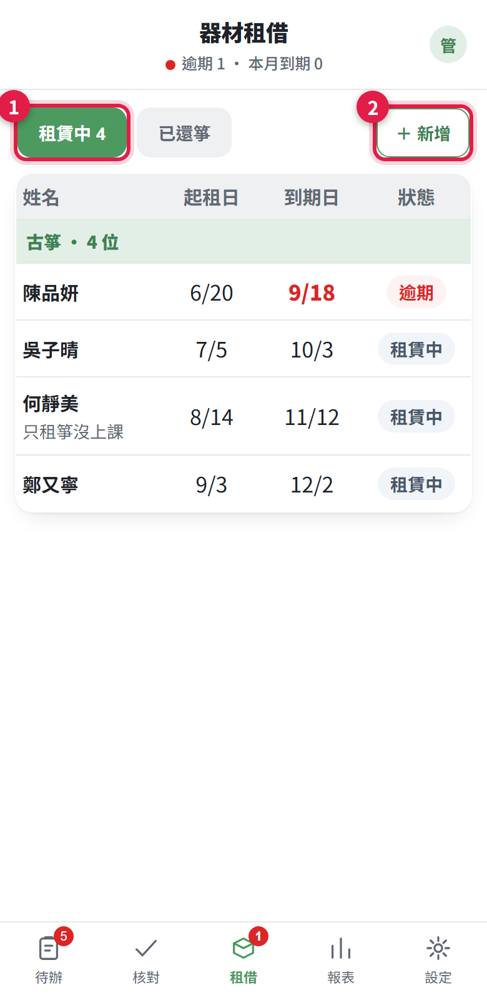 器材租借
管
逾期 1 · 本月到期 0
1
2
租賃中 4
已還箏
＋ 新增
姓名 起租日 到期日 狀態
古箏 · 4 位
陳品妍 6/20 9/18 逾期
吳子晴 7/5 10/3 租賃中
何靜美 8/14 11/12 租賃中
只租箏沒上課
鄭又寧 9/3 12/2 租賃中
5
1
待辦 核對 租借 報表 設定